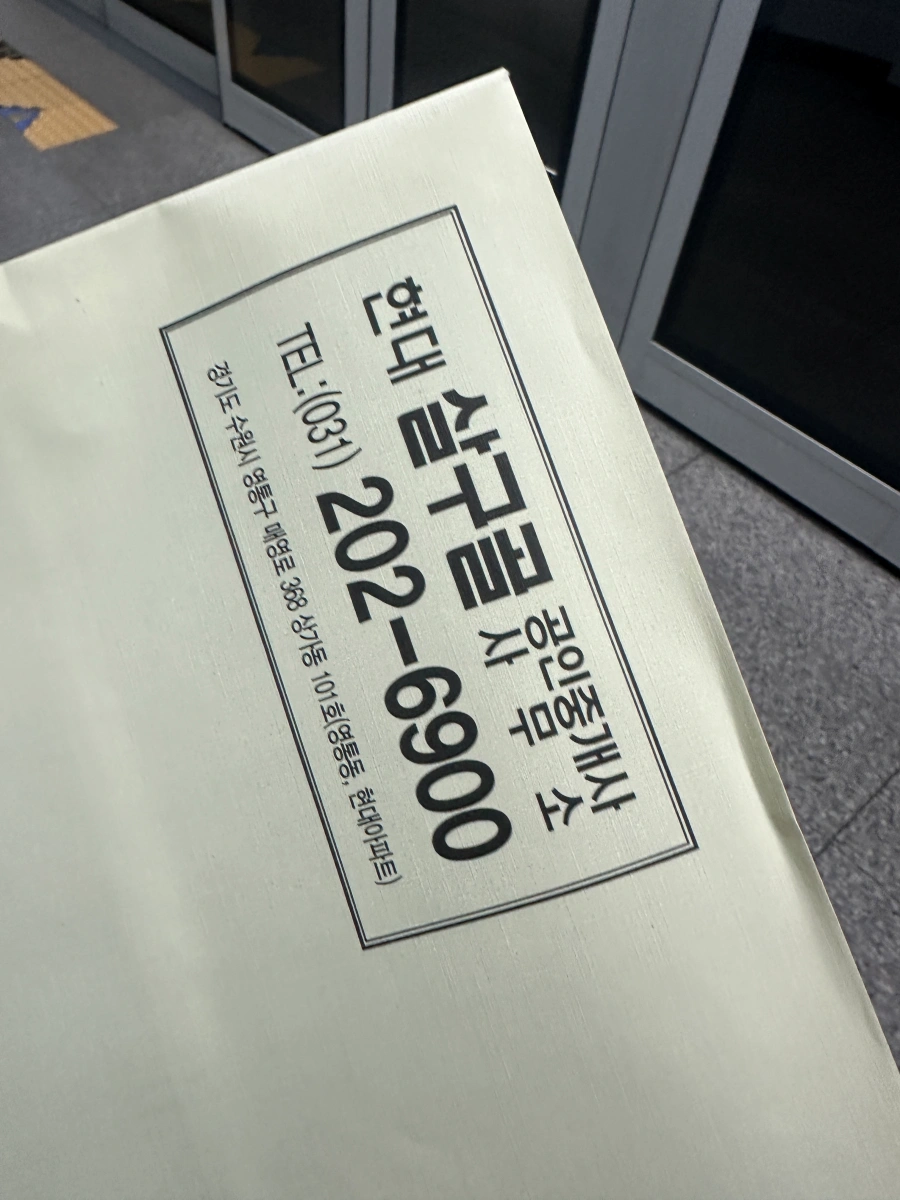 현대 살구골 공인중개사
사 무 소
TEL:(031) 202-6900
경기도 수원시 영통구 매영로 368 상가동 101호(영통동, 현대아파트)